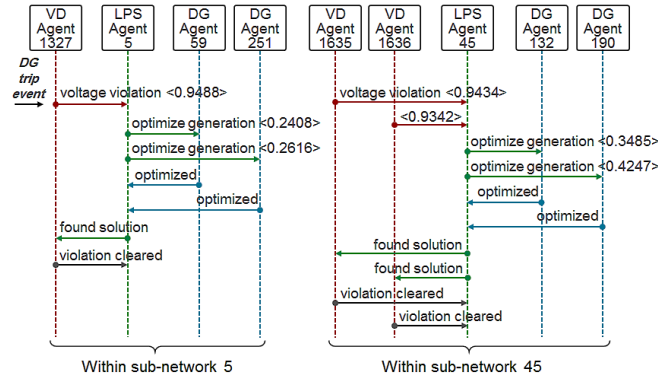 VD Agent 1327
LPS Agent 5
DG Agent 59
DG Agent 251
VD Agent 1635
VD Agent 1636
LPS Agent 45
DG Agent 132
DG Agent 190
DG trip event
voltage violation <0.9488>
voltage violation <0.9434>
<0.9342>
optimize generation <0.2408>
optimize generation <0.2616>
optimize generation <0.3485>
optimize generation <0.4247>
optimized
optimized
optimized
optimized
found solution
violation cleared
found solution
found solution
violation cleared
violation cleared
Within sub-network 5
Within sub-network 45